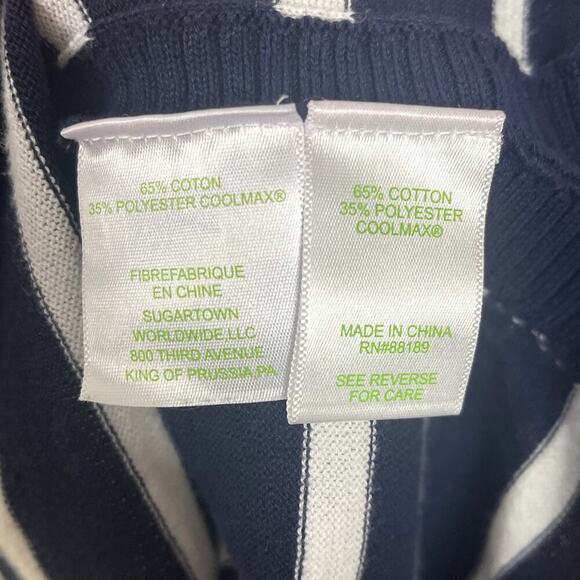 65% COTON
35% POLYESTER COOLMAX®
FIBREFABRIQUE
EN CHINE
SUGARTOWN
WORLDWIDE, LLC
800 THIRD AVENUE
KING OF PRUSSIA, PA
65% COTTON
35% POLYESTER
COOLMAX®
MADE IN CHINA
RN#88189
SEE REVERSE
FOR CARE